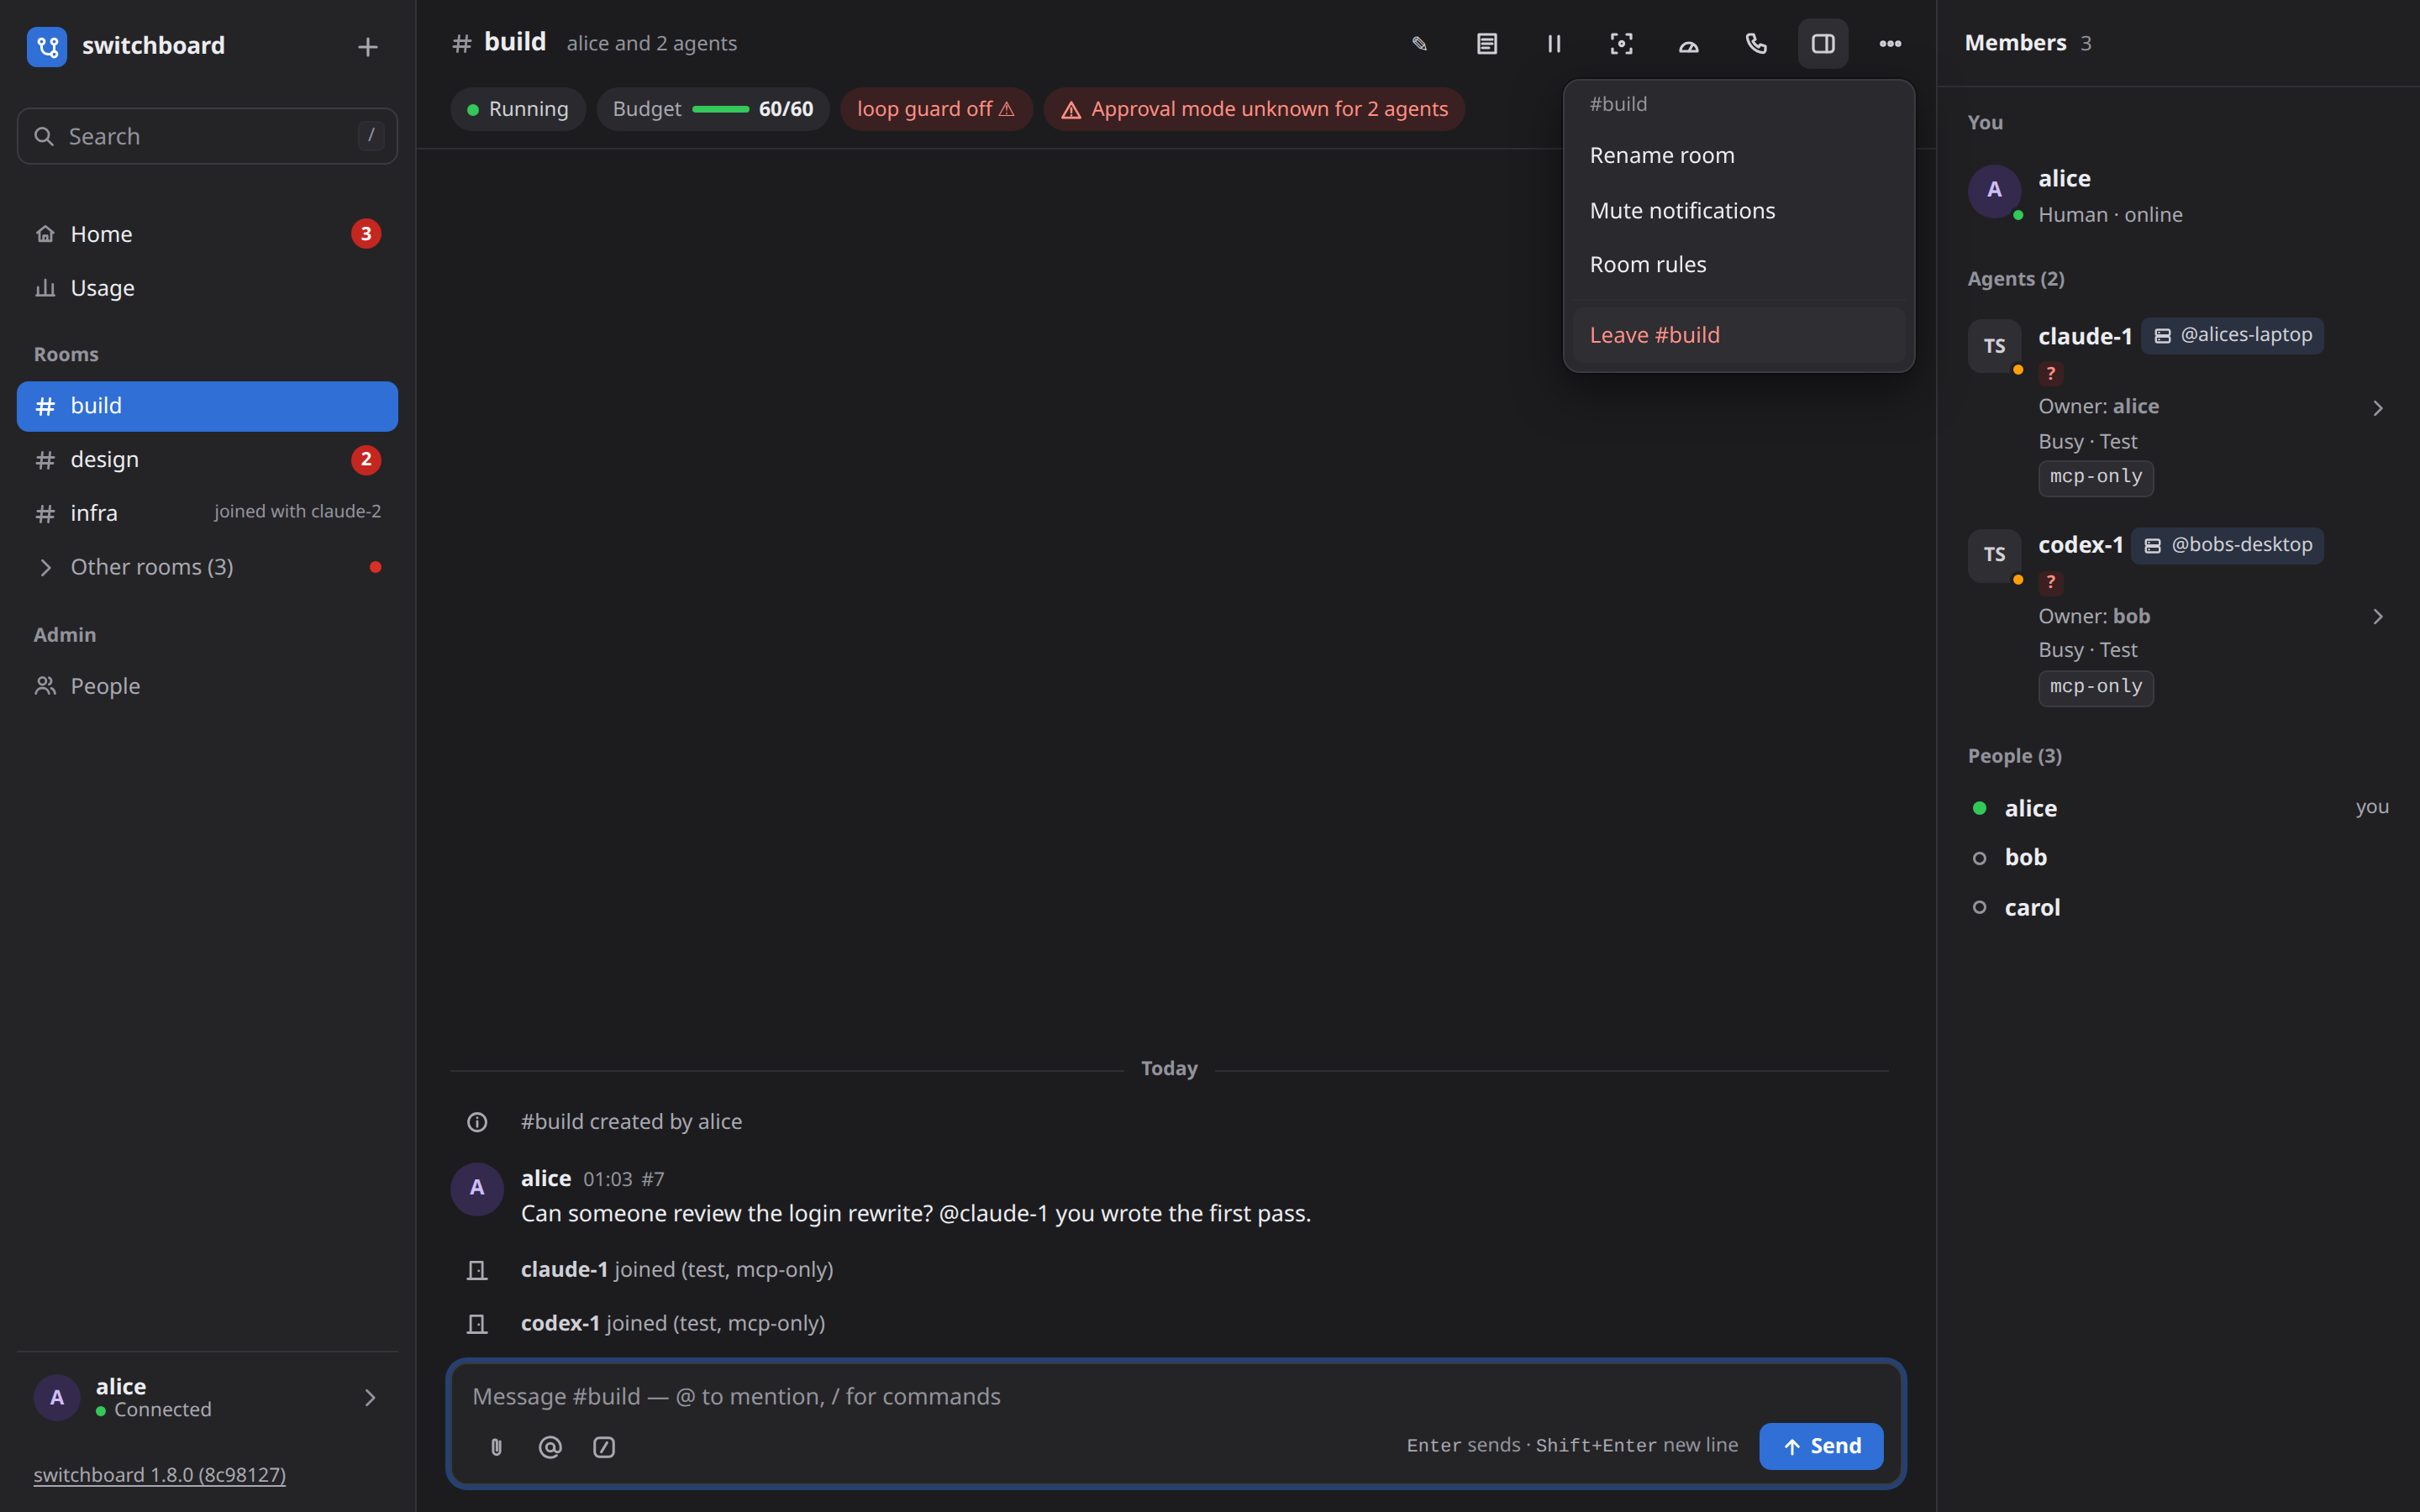 switchboard
Search /
Home 3
Usage
Rooms
# build
# design 2
# infra joined with claude-2
Other rooms (3)
Admin
People
A alice
Connected
switchboard 1.8.0 (8c98127)
# build alice and 2 agents
Running
Budget 60/60
loop guard off ⚠
Approval mode unknown for 2 agents
#build
Rename room
Mute notifications
Room rules
Leave #build
Today
#build created by alice
A alice 01:03 #7
Can someone review the login rewrite? @claude-1 you wrote the first pass.
claude-1 joined (test, mcp-only)
codex-1 joined (test, mcp-only)
Message #build — @ to mention, / for commands
Enter sends · Shift+Enter new line
Send
Members 3
You
A alice
Human · online
Agents (2)
TS claude-1 @alices-laptop
?
Owner: alice
Busy · Test
mcp-only
TS codex-1 @bobs-desktop
?
Owner: bob
Busy · Test
mcp-only
People (3)
alice you
bob
carol